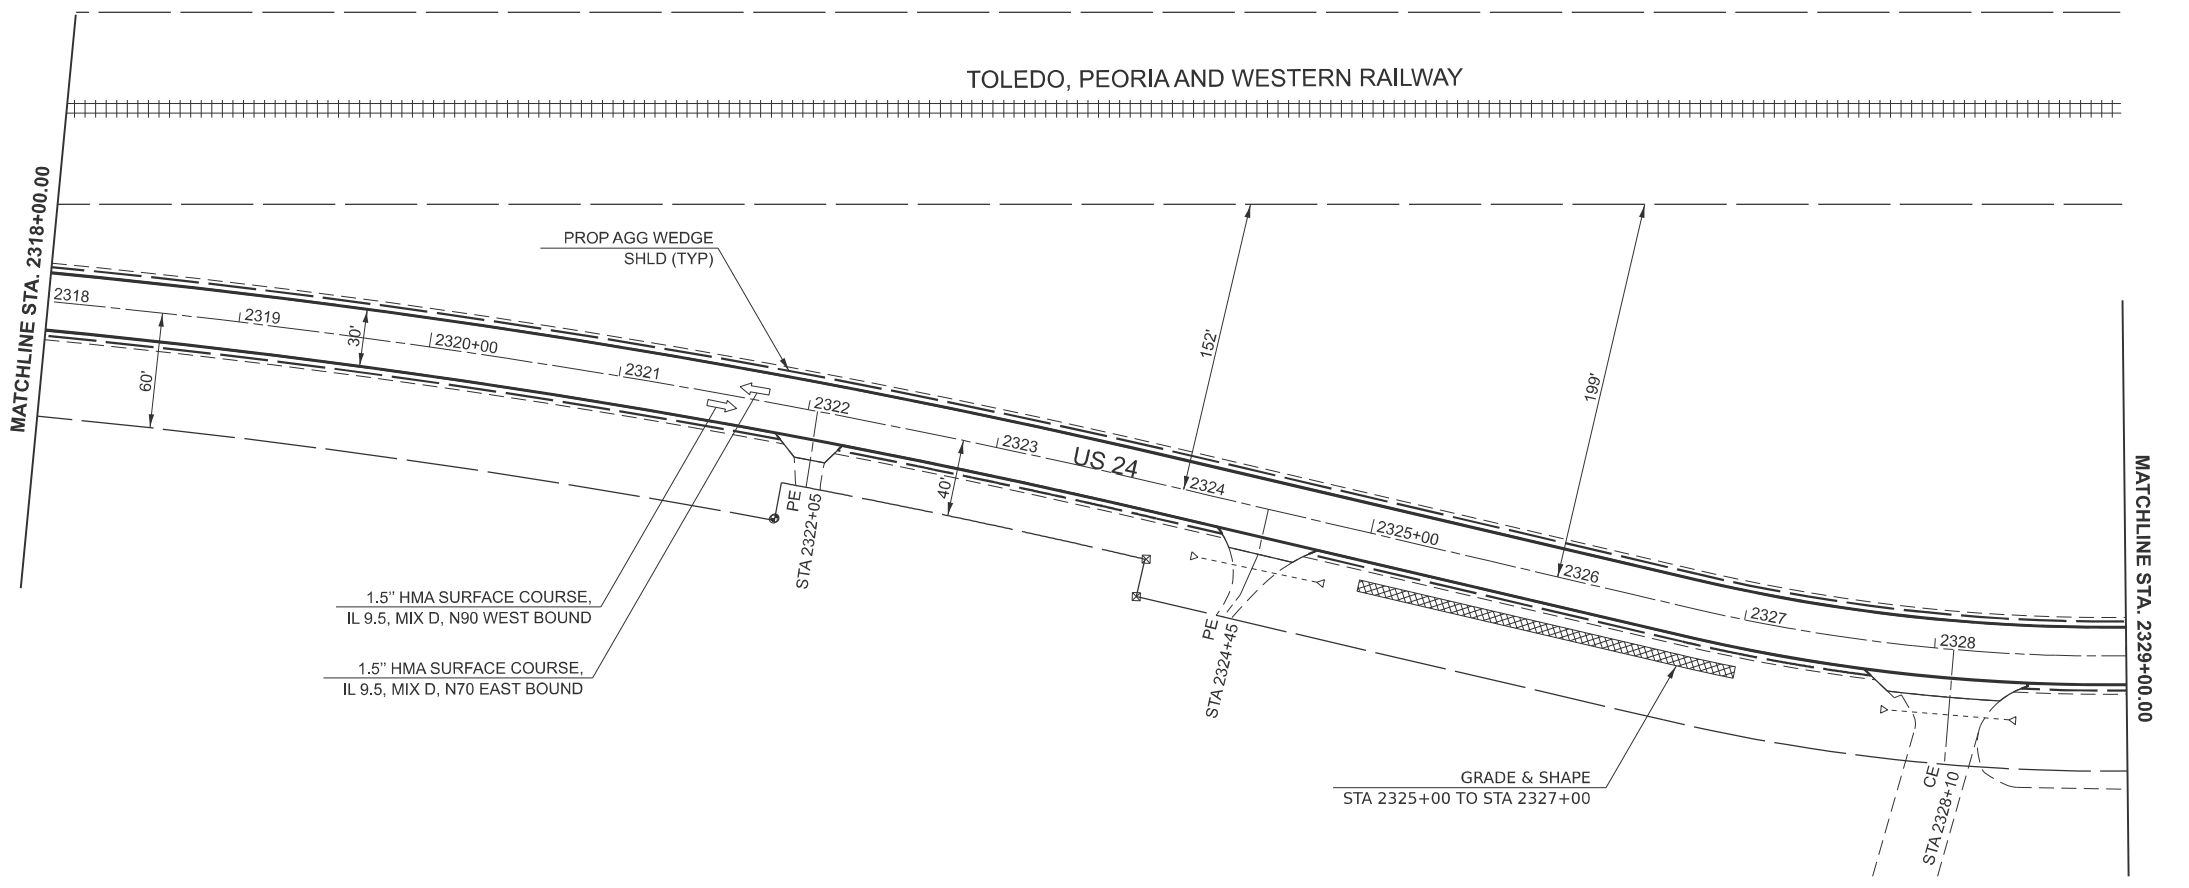 TOLEDO, PEORIA AND WESTERN RAILWAY
MATCHLINE STA. 2318+00.00
PROP AGG WEDGE
SHLD (TYP)
2318
2319
2320+00
2321
2322
2323
US 24
2324
2325+00
2326
2327
2328
60'
30'
40'
152'
199'
PE
STA 2322+05
PE
STA 2324+45
CE
STA 2328+10
1.5" HMA SURFACE COURSE,
IL 9.5, MIX D, N90 WEST BOUND
1.5" HMA SURFACE COURSE,
IL 9.5, MIX D, N70 EAST BOUND
GRADE & SHAPE
STA 2325+00 TO STA 2327+00
MATCHLINE STA. 2329+00.00